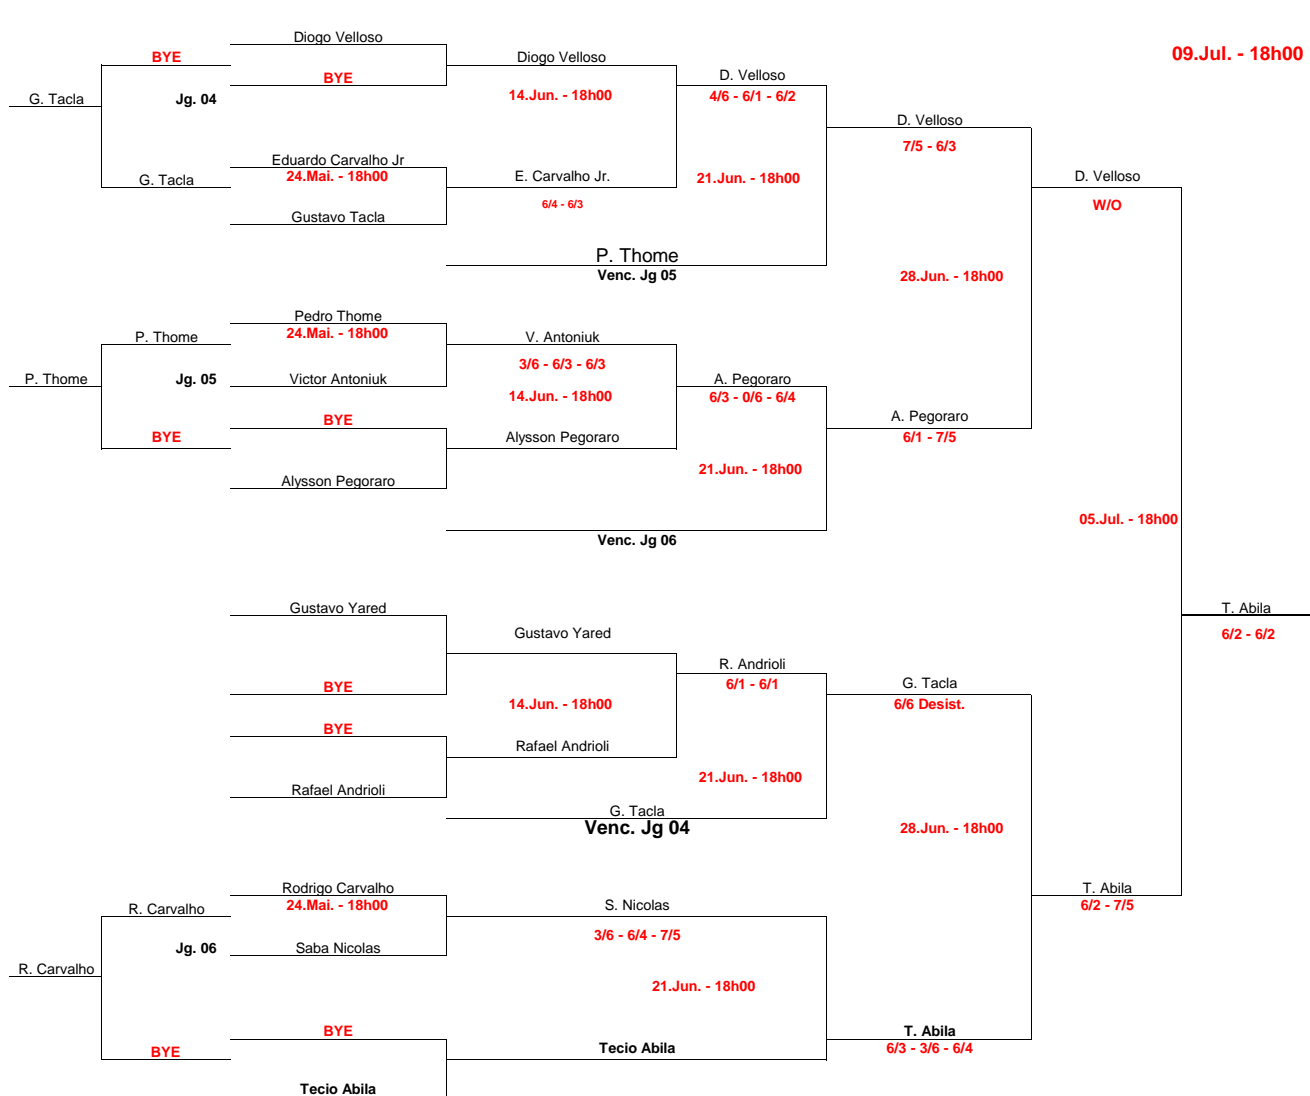 Diogo Velloso
BYE
Diogo Velloso
09.Jul. - 18h00
D. Velloso
BYE
G. Tacla
Jg. 04
14.Jun. - 18h00
4/6 - 6/1 - 6/2
D. Velloso
7/5 - 6/3
Eduardo Carvalho Jr
24.Mai. - 18h00
G. Tacla
E. Carvalho Jr.
21.Jun. - 18h00
D. Velloso
6/4 - 6/3
W/O
Gustavo Tacla
P. Thome
Venc. Jg 05
28.Jun. - 18h00
Pedro Thome
24.Mai. - 18h00
P. Thome
V. Antoniuk
3/6 - 6/3 - 6/3
P. Thome
Jg. 05
Victor Antoniuk
A. Pegoraro
14.Jun. - 18h00
6/3 - 0/6 - 6/4
BYE
A. Pegoraro
BYE
Alysson Pegoraro
6/1 - 7/5
21.Jun. - 18h00
Alysson Pegoraro
05.Jul. - 18h00
Venc. Jg 06
Gustavo Yared
T. Abila
Gustavo Yared
6/2 - 6/2
R. Andrioli
BYE
6/1 - 6/1
G. Tacla
14.Jun. - 18h00
6/6 Desist.
BYE
Rafael Andrioli
21.Jun. - 18h00
Rafael Andrioli
G. Tacla
Venc. Jg 04
28.Jun. - 18h00
Rodrigo Carvalho
T. Abila
24.Mai. - 18h00
R. Carvalho
S. Nicolas
6/2 - 7/5
3/6 - 6/4 - 7/5
Jg. 06
Saba Nicolas
R. Carvalho
21.Jun. - 18h00
BYE
T. Abila
BYE
Tecio Abila
6/3 - 3/6 - 6/4
Tecio Abila